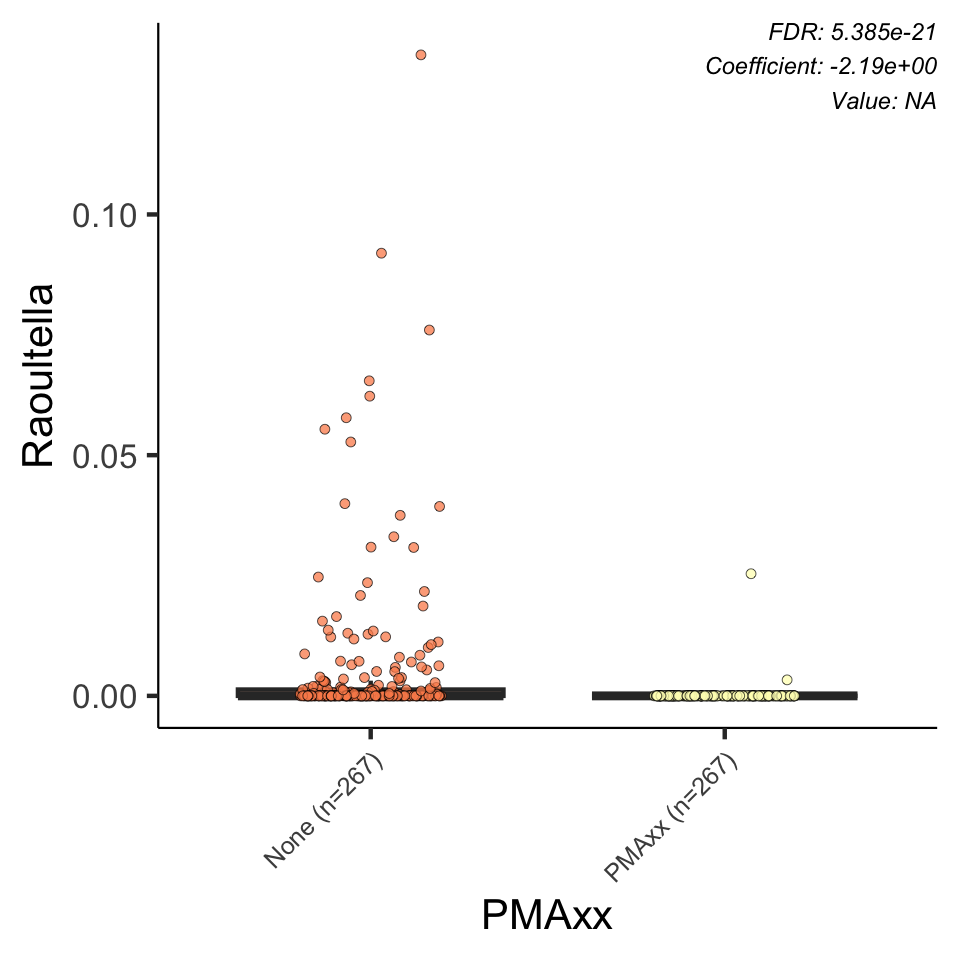 FDR: 5.385e-21
Coefficient: -2.19e+00
Value: NA
Raoultella
0.10
0.05
0.00
None (n=267)
PMAxx (n=267)
PMAxx